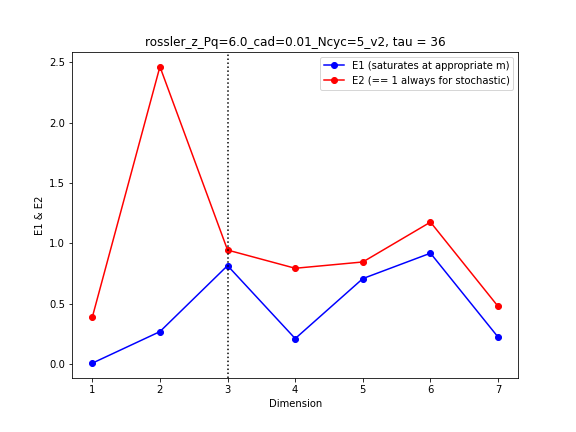 rossler_z_Pq=6.0_cad=0.01_Ncyc=5_v2, tau = 36
E1 (saturates at appropriate m)
E2 (== 1 always for stochastic)
E1 & E2
2.5
2.0
1.5
1.0
0.5
0.0
1 2 3 4 5 6 7
Dimension